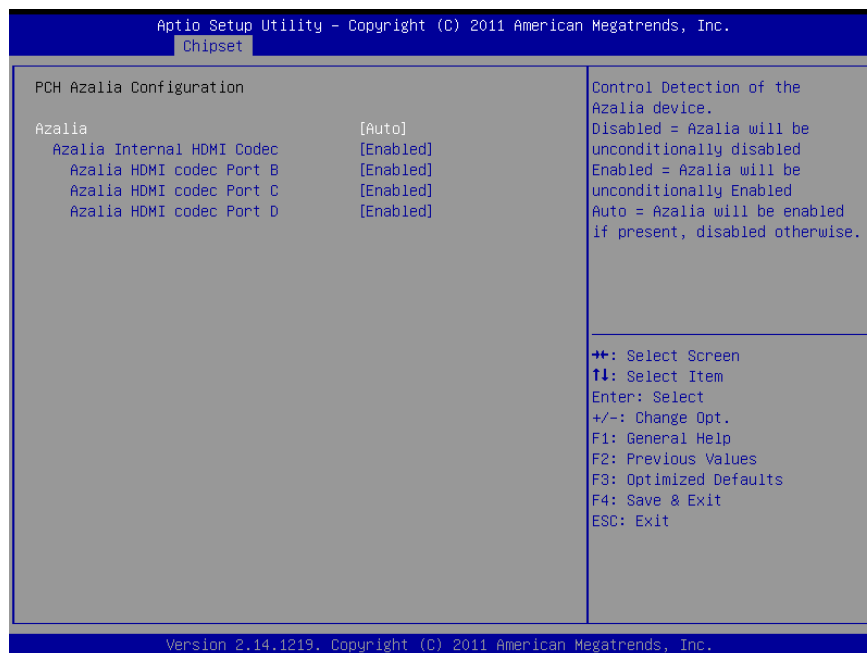 Aptio Setup Utility – Copyright (C) 2011 American Megatrends, Inc.
Chipset
PCH Azalia Configuration
Azalia [Auto]
Azalia Internal HDMI Codec [Enabled]
Azalia HDMI codec Port B [Enabled]
Azalia HDMI codec Port C [Enabled]
Azalia HDMI codec Port D [Enabled]
Control Detection of the
Azalia device.
Disabled = Azalia will be
unconditionally disabled
Enabled = Azalia will be
unconditionally Enabled
Auto = Azalia will be enabled
if present, disabled otherwise.
→←: Select Screen
↑↓: Select Item
Enter: Select
+/-: Change Opt.
F1: General Help
F2: Previous Values
F3: Optimized Defaults
F4: Save & Exit
ESC: Exit
Version 2.14.1219. Copyright (C) 2011 American Megatrends, Inc.